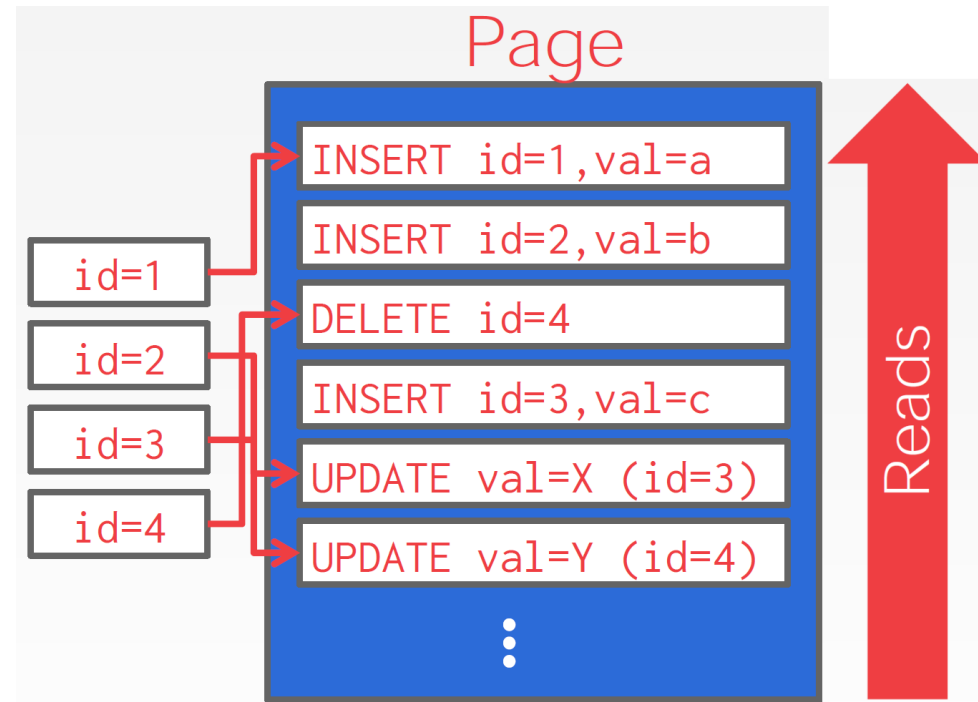 Page
INSERT id=1,val=a
INSERT id=2,val=b
DELETE id=4
INSERT id=3,val=c
UPDATE val=X (id=3)
UPDATE val=Y (id=4)
id=1
id=2
id=3
id=4
Reads